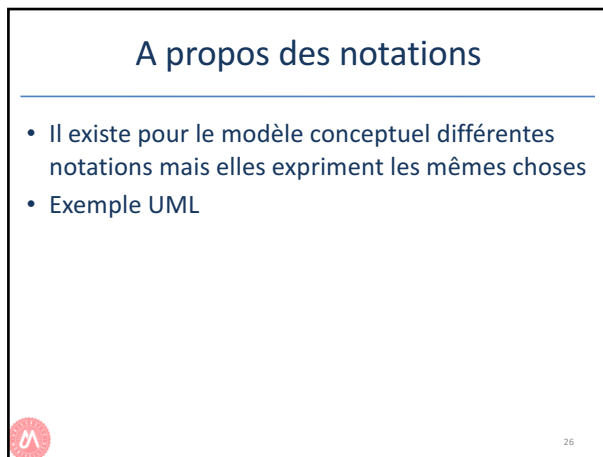 A propos des notations
• Il existe pour le modèle conceptuel différentes
notations mais elles expriment les mêmes choses
• Exemple UML
26